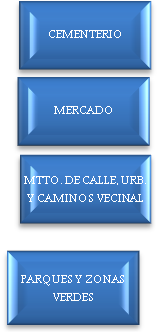 CEMENTERIO
MERCADO
MTTO. DE CALLE, URB.
Y CAMINOS VECINAL
PARQUES Y ZONAS
VERDES